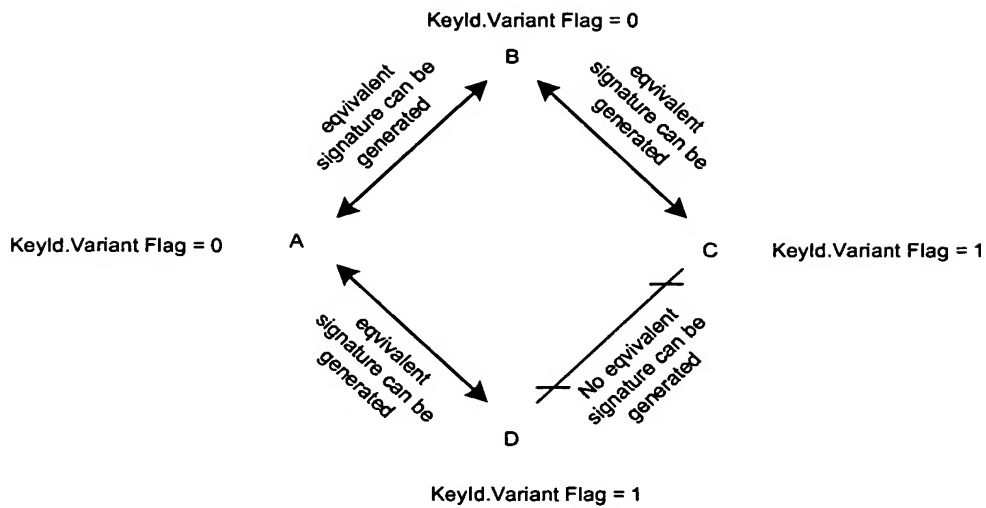 KeyId.Variant Flag = 0
B
eqvivalent
signature can be
generated
eqvivalent
signature can be
generated
KeyId.Variant Flag = 0
A
C
KeyId.Variant Flag = 1
eqvivalent
signature can be
generated
No eqvivalent
signature can be
generated
D
KeyId.Variant Flag = 1